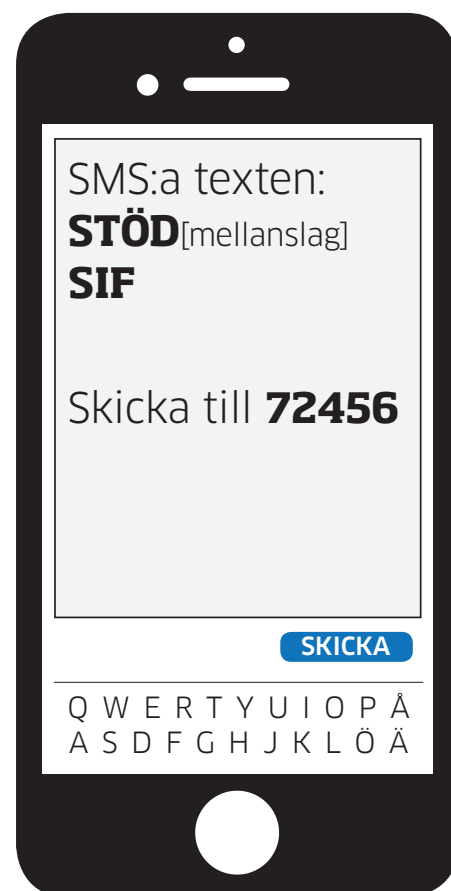 SMS:a texten:
STÖD[mellanslag]
SIF
Skicka till 72456
SKICKA
Q W E R T Y U I O P Å
A S D F G H J K L Ö Ä